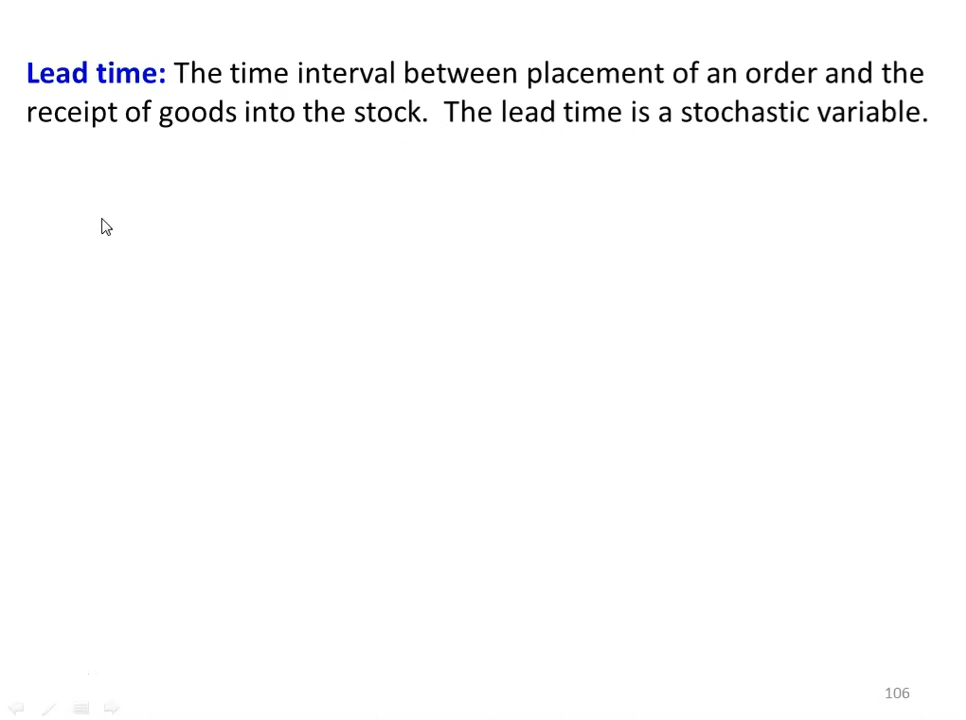 Lead time: The time interval between placement of an order and the
receipt of goods into the stock.  The lead time is a stochastic variable.
106